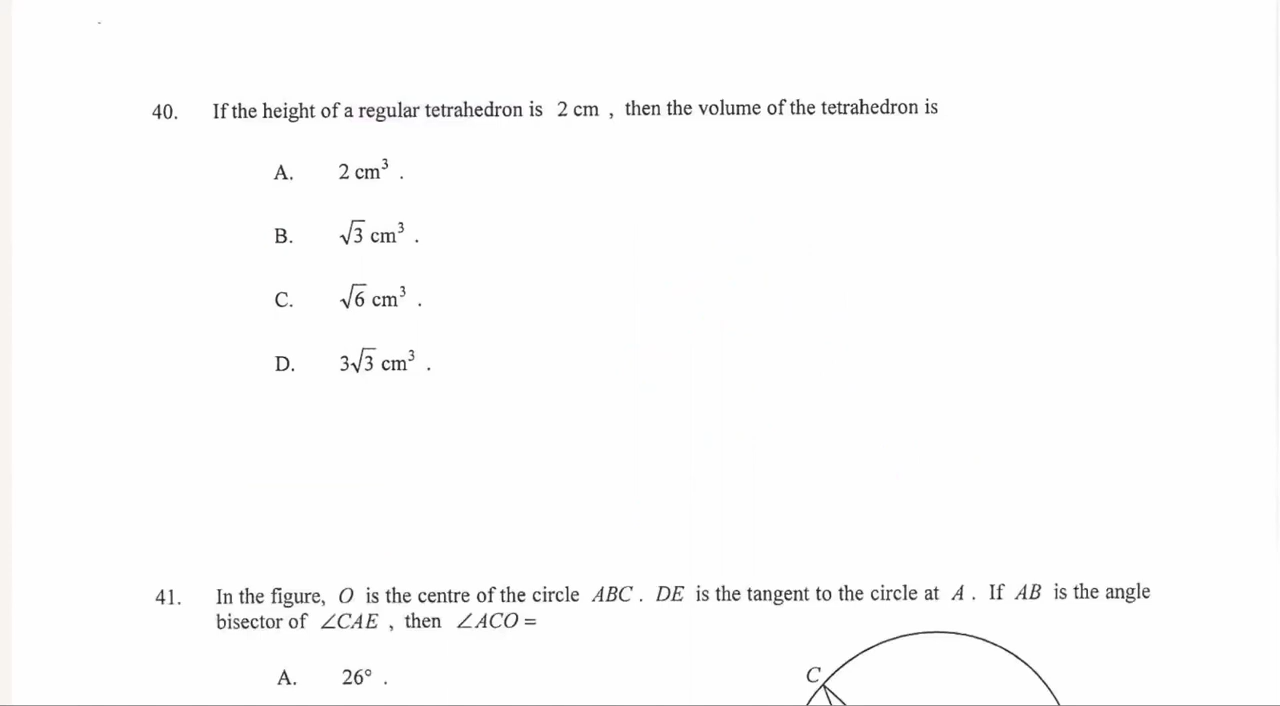 40. If the height of a regular tetrahedron is 2 cm , then the volume of the tetrahedron is
A. 2 cm³ .
B. √3 cm³ .
C. √6 cm³ .
D. 3√3 cm³ .
41. In the figure, O is the centre of the circle ABC . DE is the tangent to the circle at A . If AB is the angle
bisector of ∠CAE , then ∠ACO =
A. 26° .
C